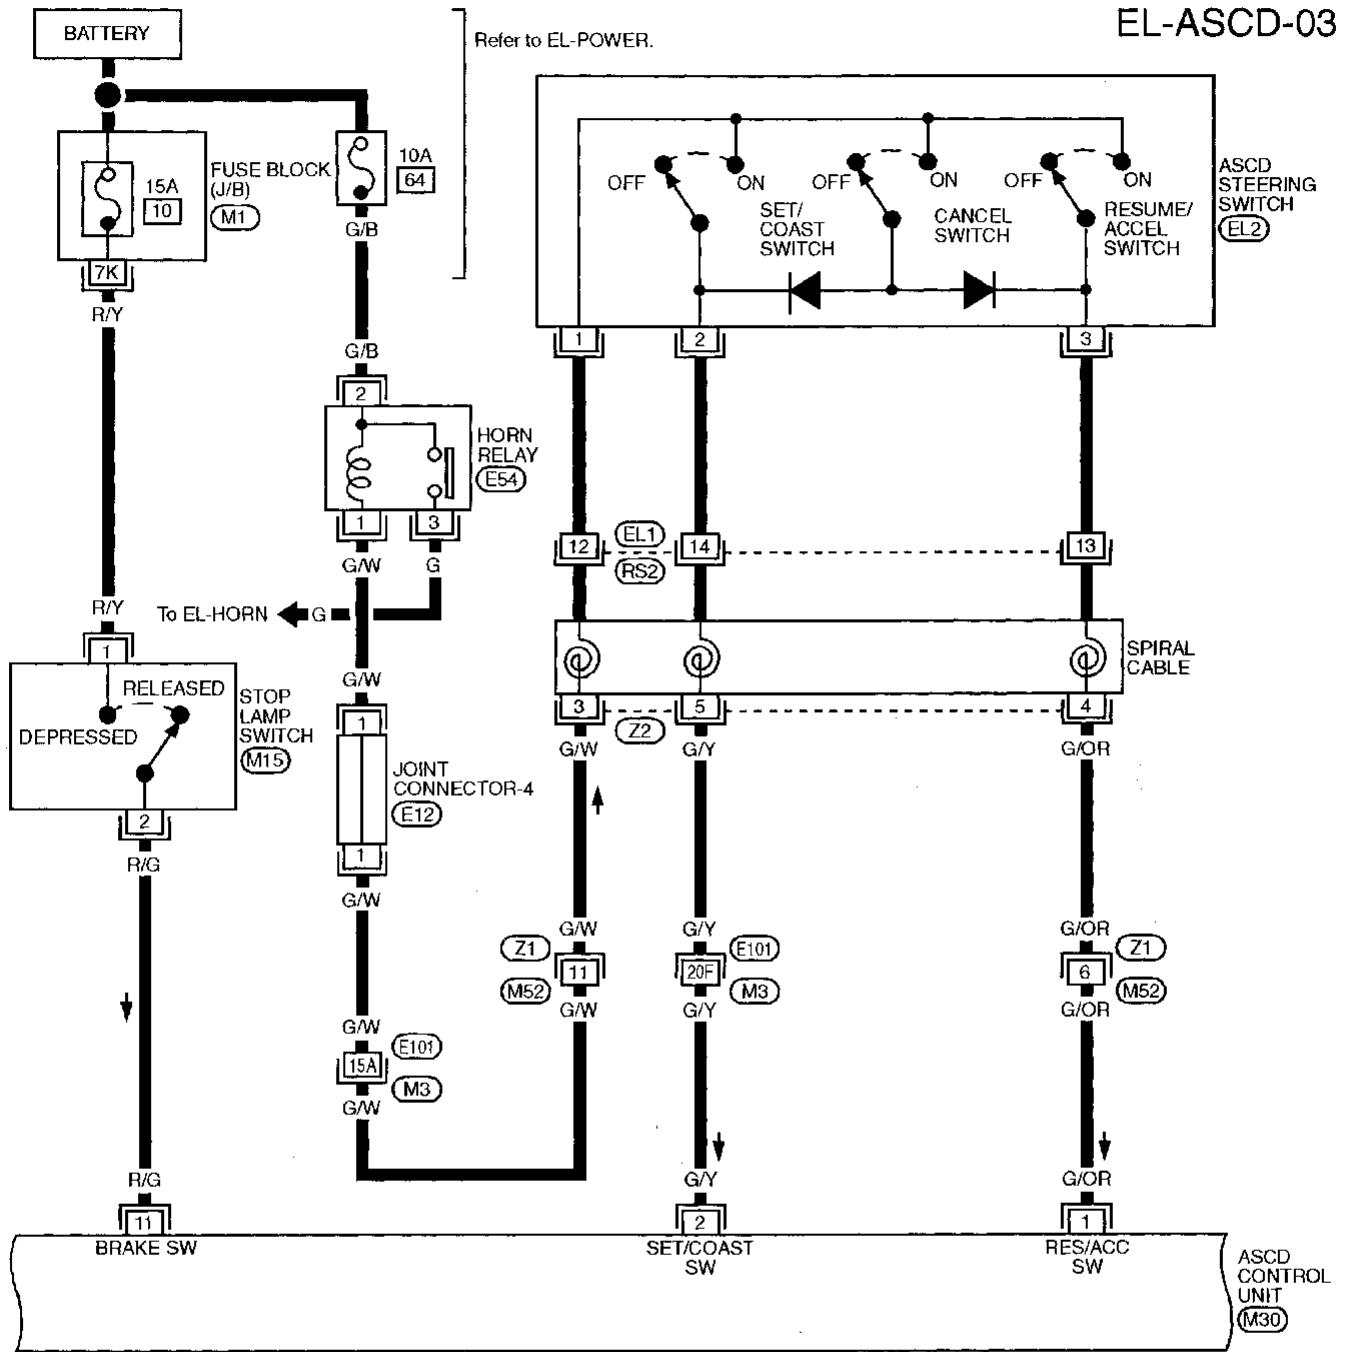 EL-ASCD-03
BATTERY
Refer to EL-POWER.
15A
10
FUSE BLOCK
(J/B)
M1
10A
64
7K
R/Y
G/B
OFF
ON
SET/
COAST
SWITCH
OFF
ON
CANCEL
SWITCH
OFF
ON
RESUME/
ACCEL
SWITCH
ASCD
STEERING
SWITCH
EL2
1
2
3
G/B
2
HORN
RELAY
E54
1
3
G/W
G
12
EL1
RS2
14
13
To EL-HORN
G
R/Y
1
RELEASED
DEPRESSED
STOP
LAMP
SWITCH
M15
2
R/G
G/W
1
JOINT
CONNECTOR-4
E12
1
G/W
SPIRAL
CABLE
3
Z2
5
4
G/W
G/Y
G/OR
G/W
G/Y
G/OR
Z1
M52
11
20F
E101
M3
6
Z1
M52
G/W
G/Y
G/OR
G/W
15A
E101
M3
G/W
R/G
G/Y
G/OR
11
2
1
BRAKE SW
SET/COAST
SW
RES/ACC
SW
ASCD
CONTROL
UNIT
M30